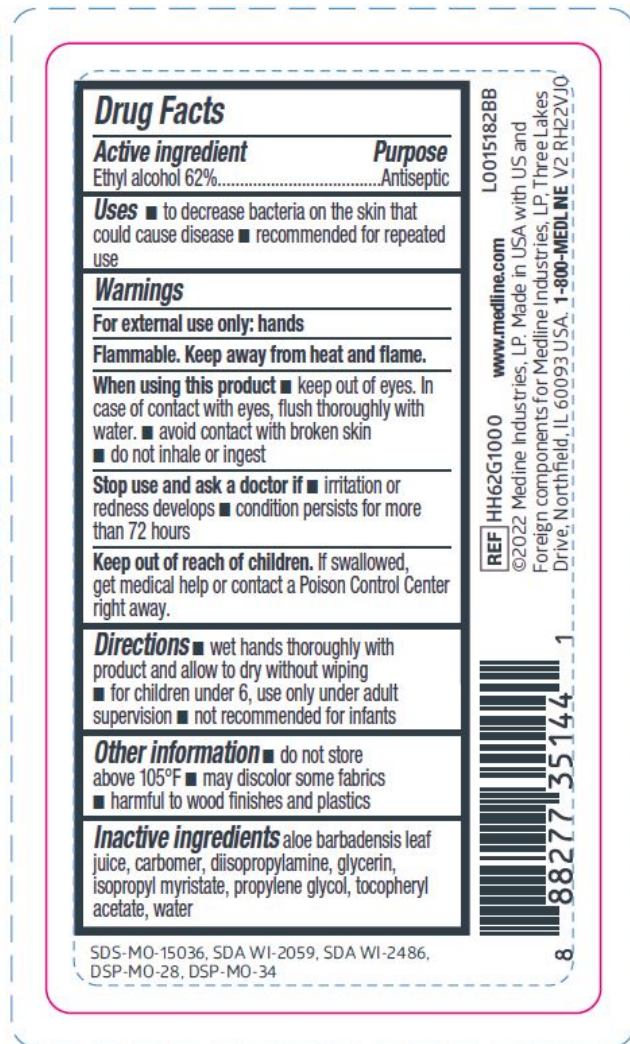 Drug Facts
Active ingredient Purpose
Ethyl alcohol 62%.....................................Antiseptic
Uses ■ to decrease bacteria on the skin that
could cause disease ■ recommended for repeated
use
Warnings
For external use only: hands
Flammable. Keep away from heat and flame.
When using this product ■ keep out of eyes. In
case of contact with eyes, flush thoroughly with
water. ■ avoid contact with broken skin
■ do not inhale or ingest
Stop use and ask a doctor if ■ irritation or
redness develops ■ condition persists for more
than 72 hours
Keep out of reach of children. If swallowed,
get medical help or contact a Poison Control Center
right away.
Directions ■ wet hands thoroughly with
product and allow to dry without wiping
■ for children under 6, use only under adult
supervision ■ not recommended for infants
Other information ■ do not store
above 105°F ■ may discolor some fabrics
■ harmful to wood finishes and plastics
Inactive ingredients aloe barbadensis leaf
juice, carbomer, diisopropylamine, glycerin,
isopropyl myristate, propylene glycol, tocopheryl
acetate, water
SDS-MO-15036, SDA WI-2059, SDA WI-2486,
DSP-MO-28, DSP-MO-34
REF HH62G1000 www.medline.com L0015182BB
©2022 Medine Industries, LP. Made in USA with US and
Foreign components for Medline Industries, LP, Three Lakes
Drive, Northfield, IL 60093 USA. 1-800-MEDLINE V2 RH22VJ0
8 88277 35144 1